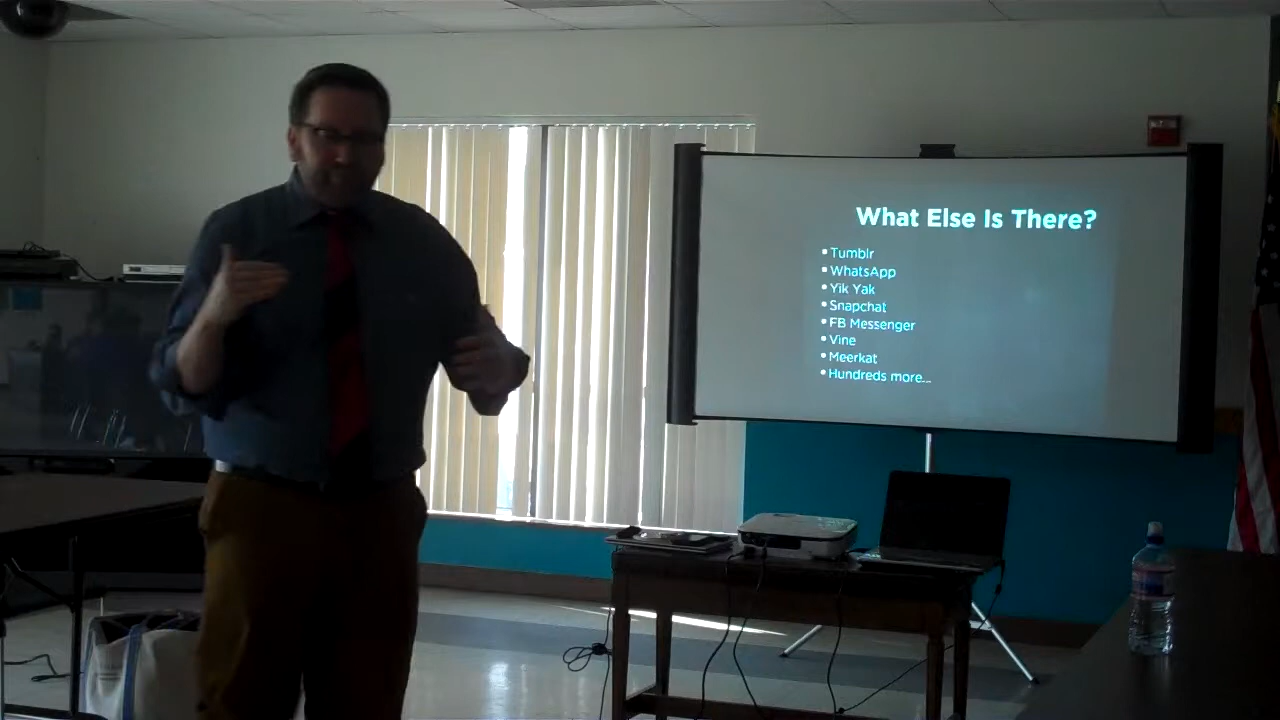 What Else Is There?
Tumblr
WhatsApp
Yik Yak
Snapchat
FB Messenger
Vine
Meerkat
Hundreds more...